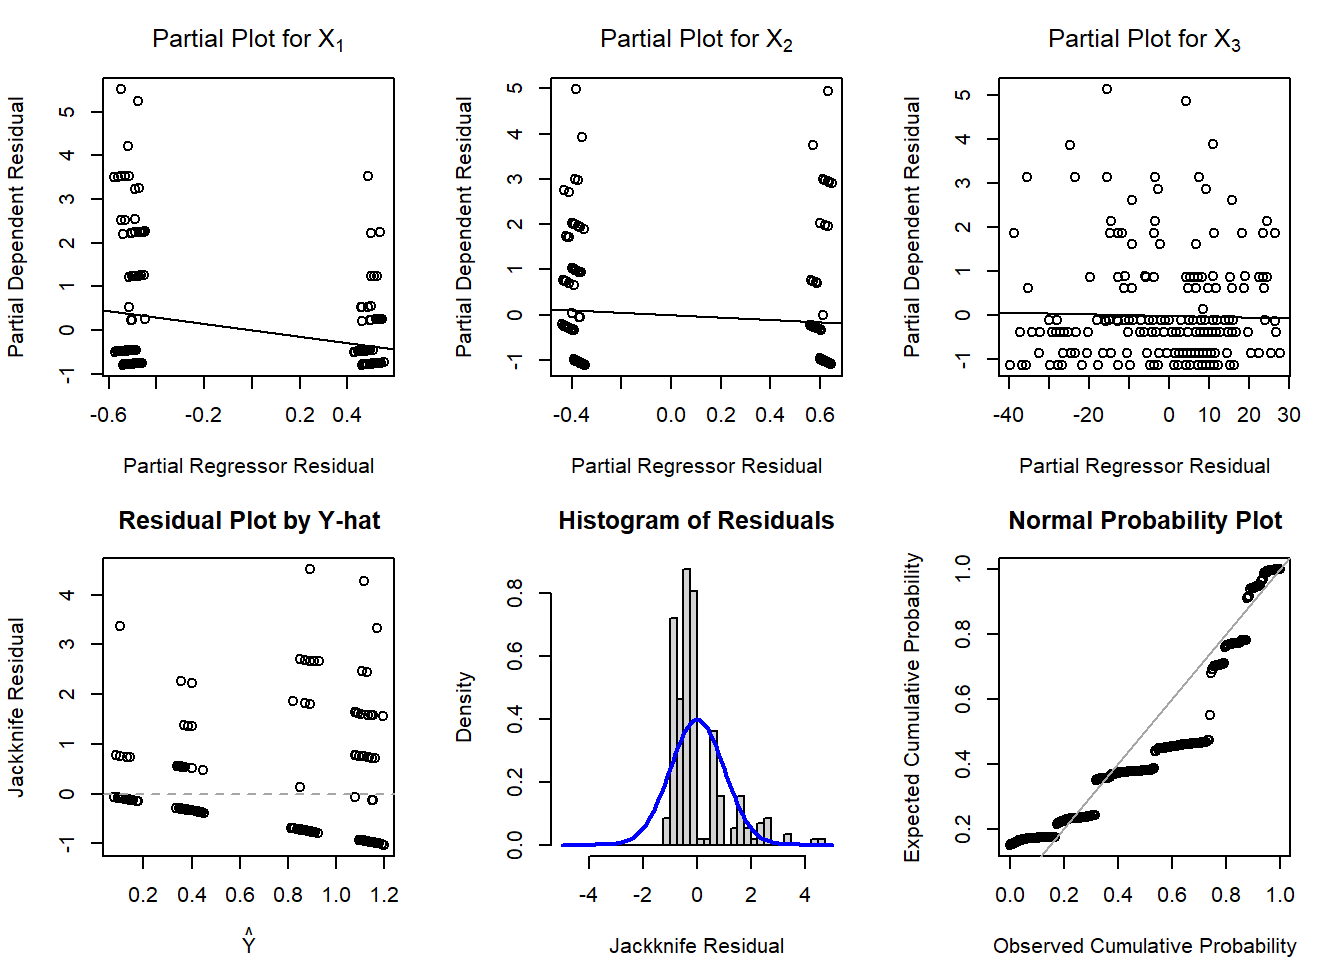 Partial Plot for X1
Partial Dependent Residual
-1 0 1 2 3 4 5
-0.6 -0.2 0.2 0.4
Partial Regressor Residual
Partial Plot for X2
Partial Dependent Residual
-1 0 1 2 3 4 5
-0.4 0.0 0.2 0.4 0.6
Partial Regressor Residual
Partial Plot for X3
Partial Dependent Residual
-1 0 1 2 3 4 5
-40 -20 0 10 20 30
Partial Regressor Residual
Residual Plot by Y-hat
Jackknife Residual
-1 0 1 2 3 4
0.2 0.4 0.6 0.8 1.0 1.2
Ŷ
Histogram of Residuals
Density
0.0 0.2 0.4 0.6 0.8
-4 -2 0 2 4
Jackknife Residual
Normal Probability Plot
Expected Cumulative Probability
0.2 0.4 0.6 0.8 1.0
0.0 0.2 0.4 0.6 0.8 1.0
Observed Cumulative Probability